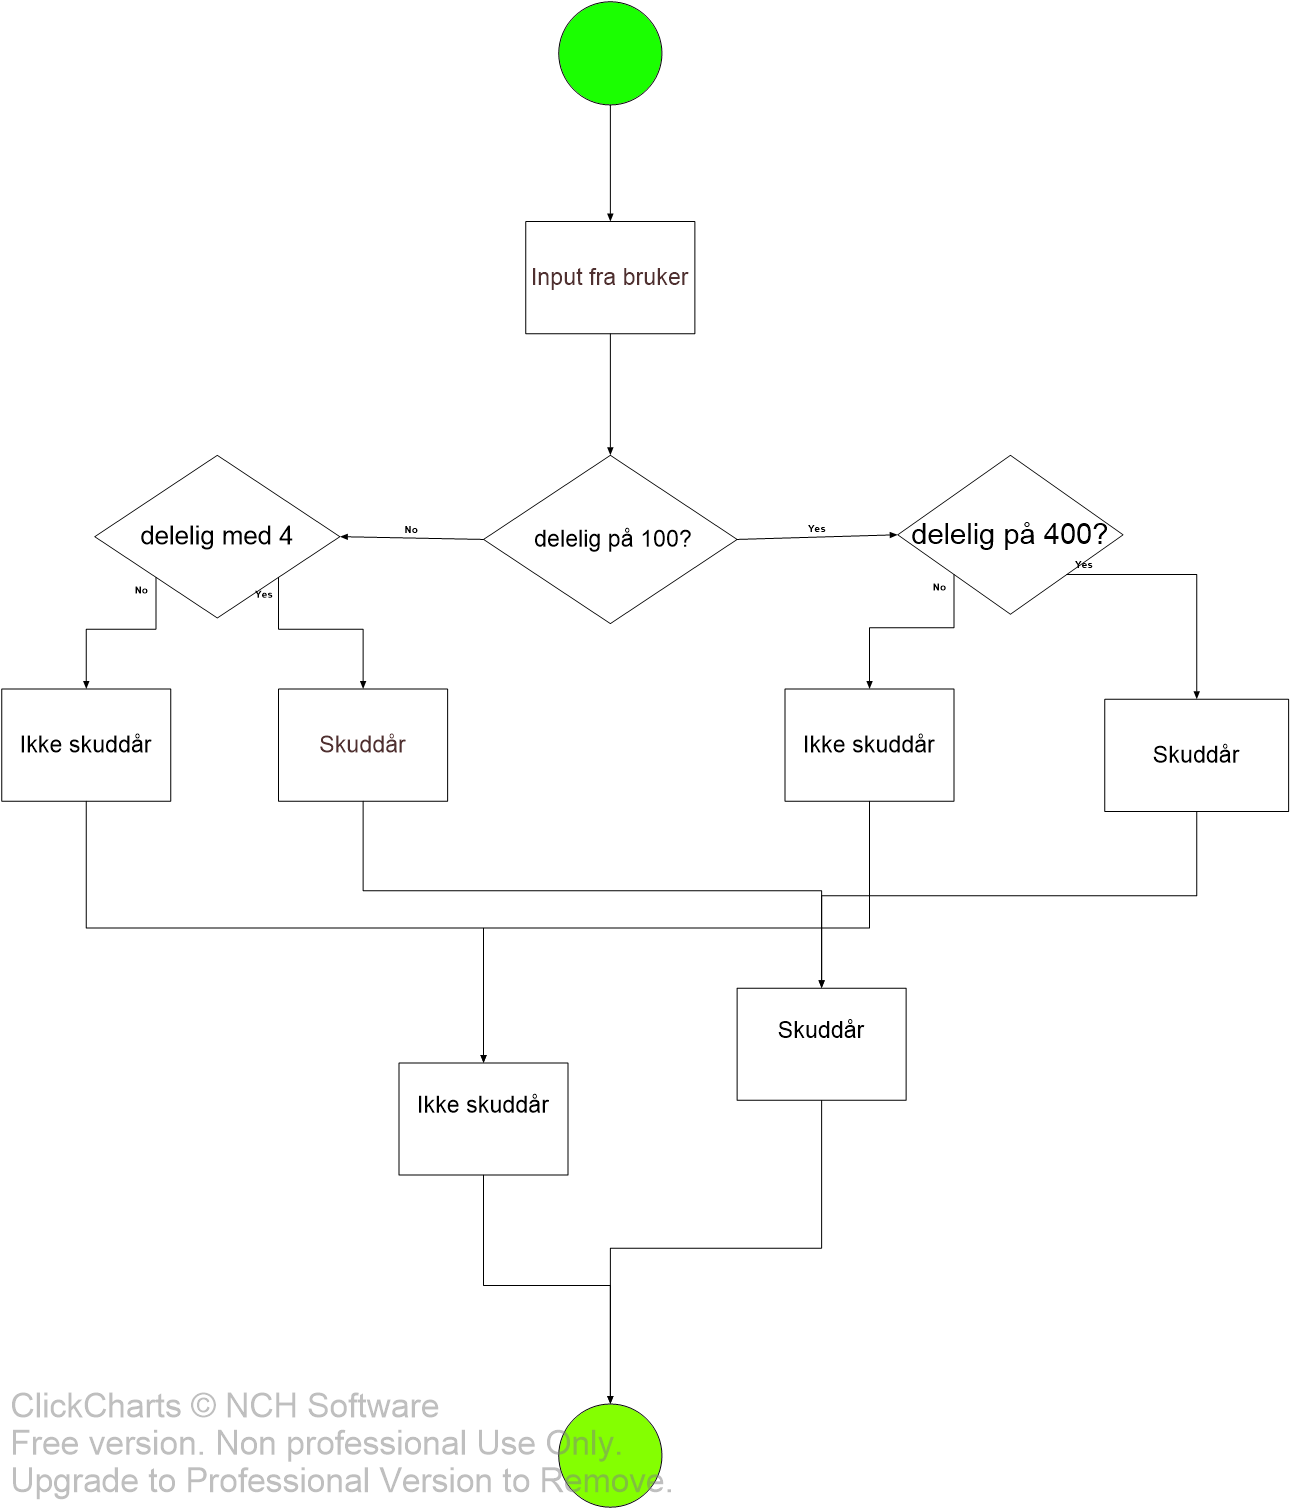 Input fra bruker
delelig med 4
No
delelig på 100?
Yes
delelig på 400?
No
Yes
No
Yes
Ikke skuddår
Skuddår
Ikke skuddår
Skuddår
Skuddår
Ikke skuddår
ClickCharts © NCH Software
Free version. Non professional Use Only.
Upgrade to Professional Version to Remove.